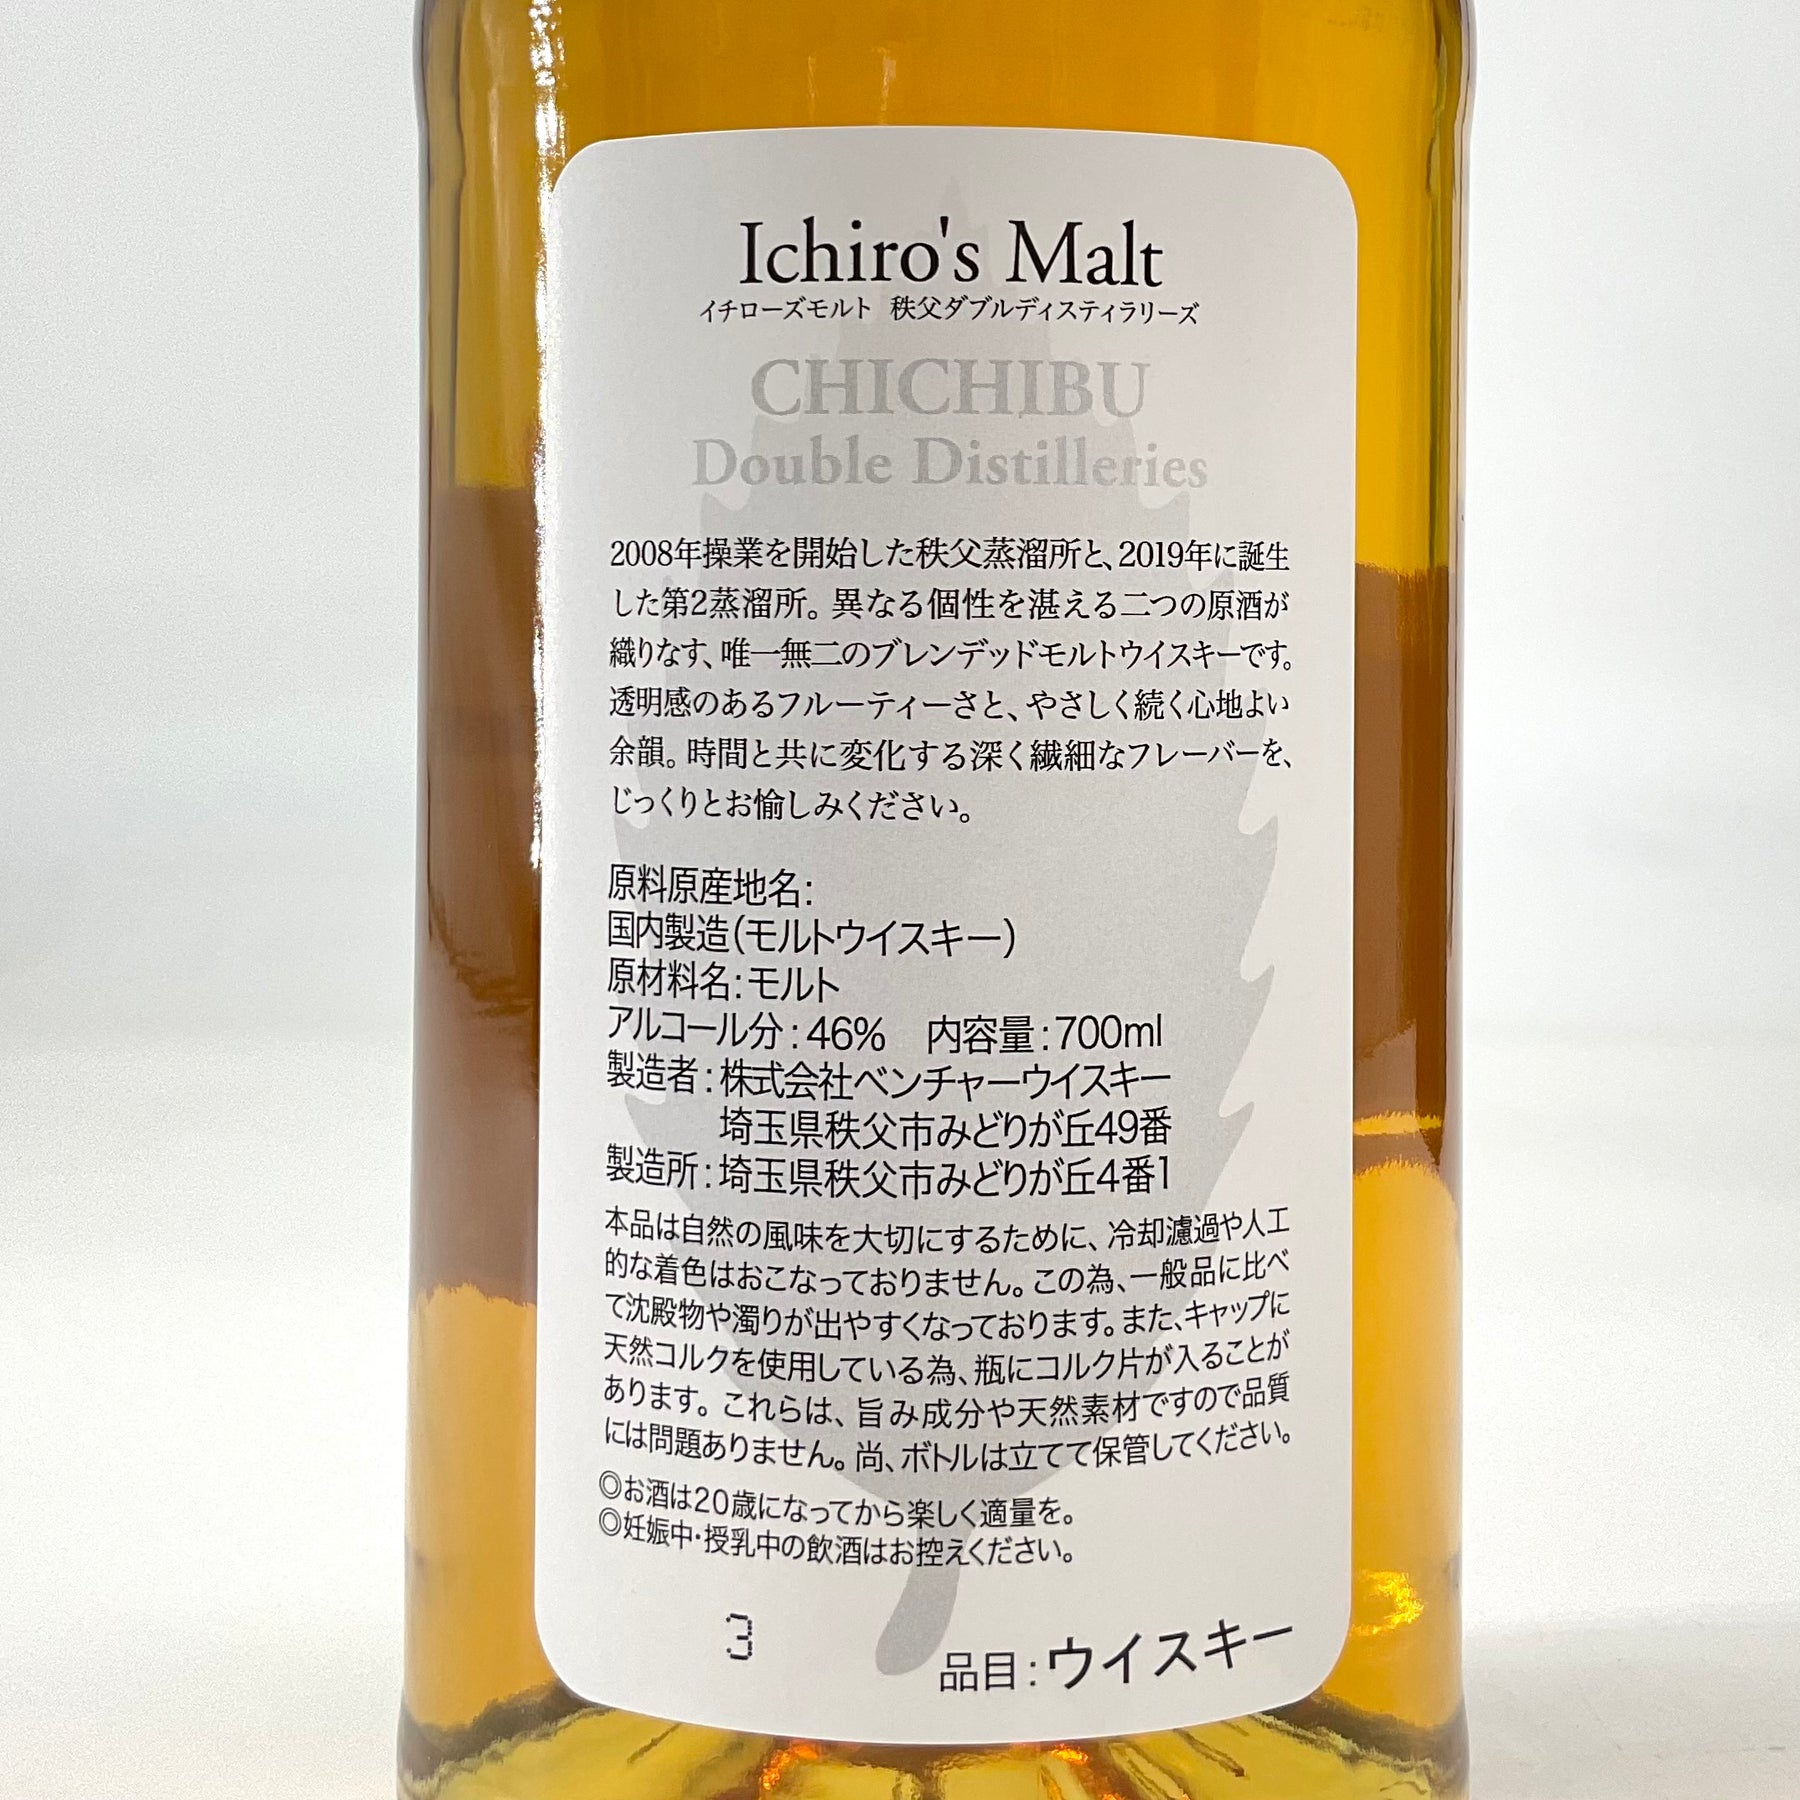 Ichiro's Malt
イチローズモルト 秩父ダブルディスティラリーズ
CHICHIBU
Double Distilleries
2008年操業を開始した秩父蒸溜所と、2019年に誕生
した第2蒸溜所。異なる個性を湛える二つの原酒が
織りなす、唯一無二のブレンデッドモルトウイスキーです。
透明感のあるフルーティーさと、やさしく続く心地よい
余韻。時間と共に変化する深く繊細なフレーバーを、
じっくりとお愉しみください。
原料原産地名:
国内製造(モルトウイスキー)
原材料名:モルト
アルコール分:46% 内容量:700ml
製造者:株式会社ベンチャーウイスキー
埼玉県秩父市みどりが丘49番
製造所:埼玉県秩父市みどりが丘4番1
本品は自然の風味を大切にするために、冷却濾過や人工
的な着色はおこなっておりません。この為、一般品に比べ
て沈殿物や濁りが出やすくなっております。また、キャップに
天然コルクを使用している為、瓶にコルク片が入ることが
あります。これらは、旨み成分や天然素材ですので品質
には問題ありません。尚、ボトルは立てて保管してください。
◎お酒は20歳になってから楽しく適量を。
◎妊娠中・授乳中の飲酒はお控えください。
3
品目:ウイスキー